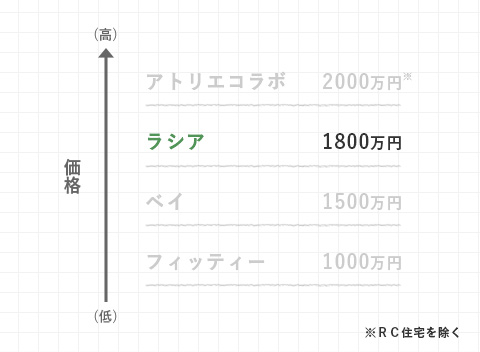 （高）
アトリエコラボ 2000万円※
ラシア 1800万円
価格
ベイ 1500万円
フィッティー 1000万円
（低）
※RC住宅を除く